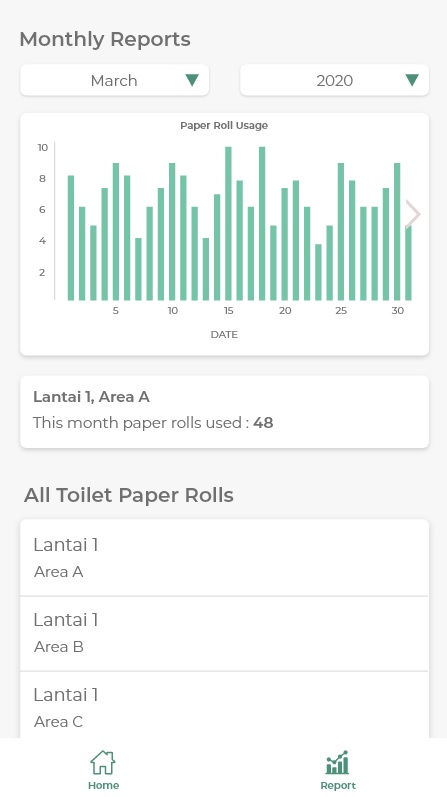 Monthly Reports
March
2020
Paper Roll Usage
10
8
6
4
2
5
10
15
20
25
30
DATE
Lantai 1, Area A
This month paper rolls used : 48
All Toilet Paper Rolls
Lantai 1
Area A
Lantai 1
Area B
Lantai 1
Area C
Home
Report